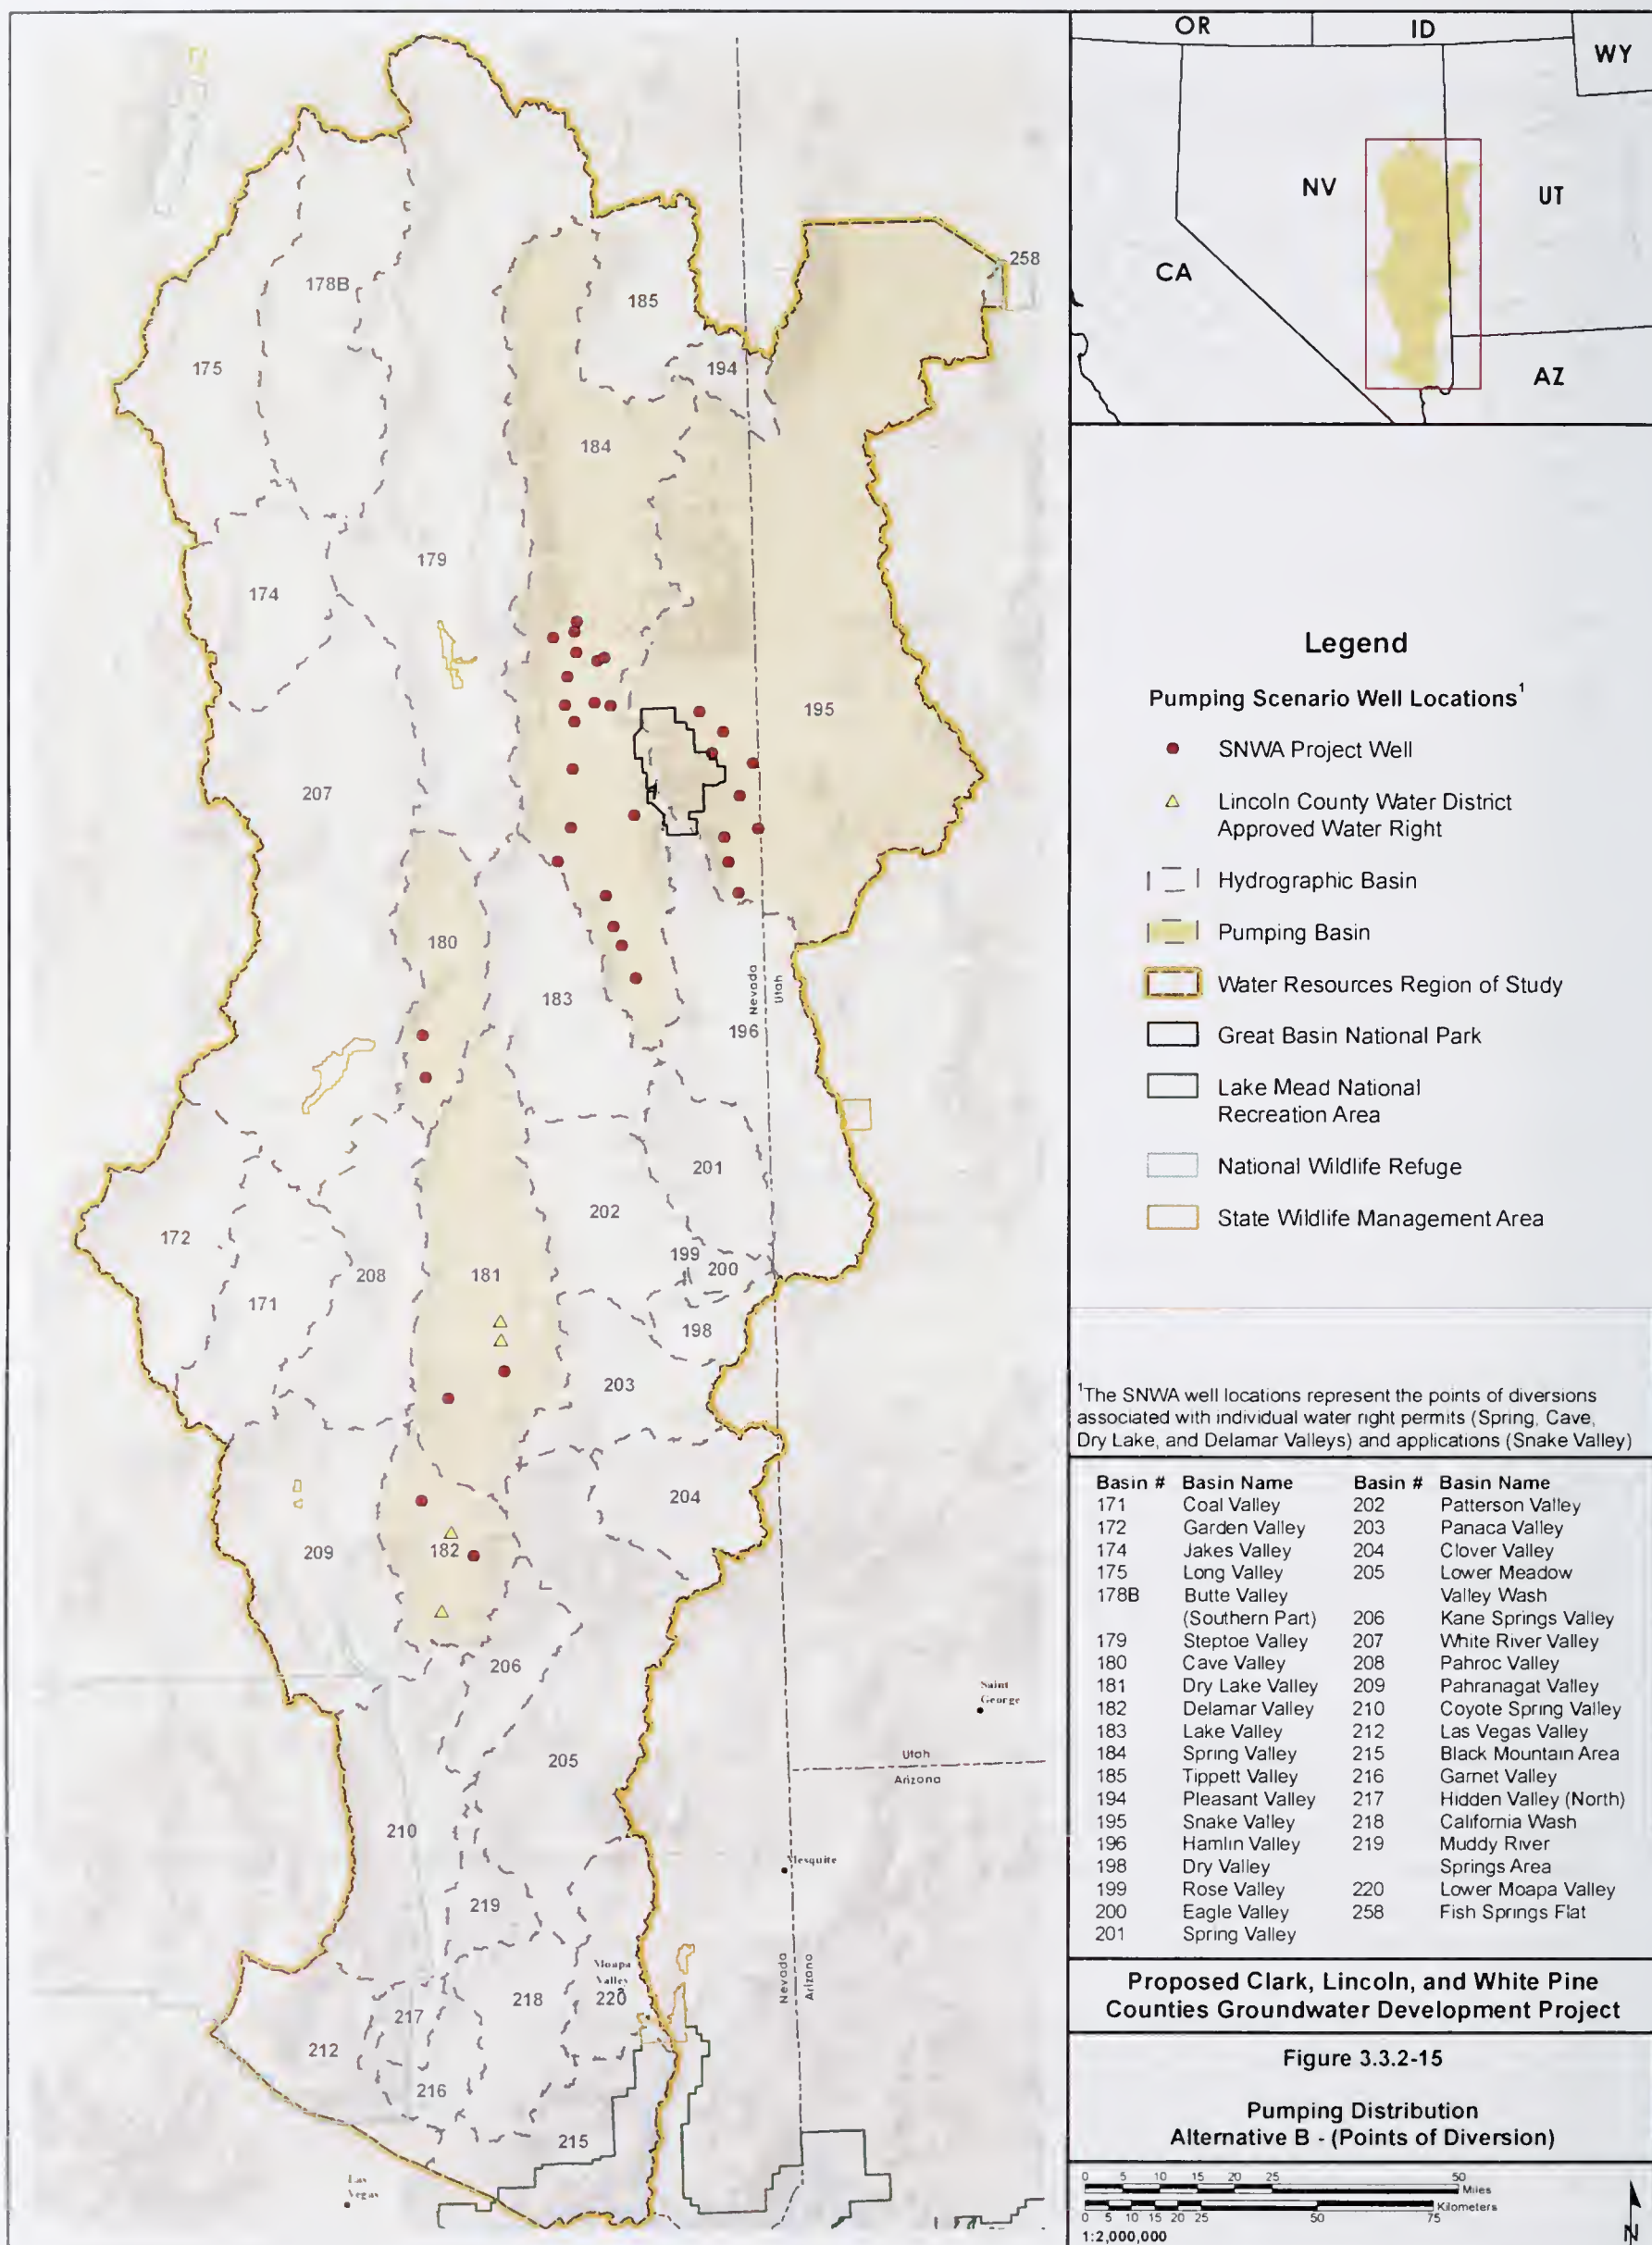 OR
ID
WY
NV
UT
CA
AZ
258
185
178B
194
175
184
179
174
195
207
180
183
Nevada
Utah
196
201
202
172
199
200
208
181
171
198
203
204
209
182
206
Saint
George
205
Utah
Arizona
210
Mesquite
219
Moapa
Valley
Nevada
Arizona
218
220
217
212
216
215
Las
Vegas
Legend
Pumping Scenario Well Locations1
SNWA Project Well
Lincoln County Water District
Approved Water Right
Hydrographic Basin
Pumping Basin
Water Resources Region of Study
Great Basin National Park
Lake Mead National
Recreation Area
National Wildlife Refuge
State Wildlife Management Area
1The SNWA well locations represent the points of diversions
associated with individual water right permits (Spring, Cave,
Dry Lake, and Delamar Valleys) and applications (Snake Valley)
Basin # Basin Name Basin # Basin Name
171 Coal Valley 202 Patterson Valley
172 Garden Valley 203 Panaca Valley
174 Jakes Valley 204 Clover Valley
175 Long Valley 205 Lower Meadow
178B Butte Valley Valley Wash
(Southern Part) 206 Kane Springs Valley
179 Steptoe Valley 207 White River Valley
180 Cave Valley 208 Pahroc Valley
181 Dry Lake Valley 209 Pahranagat Valley
182 Delamar Valley 210 Coyote Spring Valley
183 Lake Valley 212 Las Vegas Valley
184 Spring Valley 215 Black Mountain Area
185 Tippett Valley 216 Garnet Valley
194 Pleasant Valley 217 Hidden Valley (North)
195 Snake Valley 218 California Wash
196 Hamlin Valley 219 Muddy River
198 Dry Valley Springs Area
199 Rose Valley 220 Lower Moapa Valley
200 Eagle Valley 258 Fish Springs Flat
201 Spring Valley
Proposed Clark, Lincoln, and White Pine
Counties Groundwater Development Project
Figure 3.3.2-15
Pumping Distribution
Alternative B - (Points of Diversion)
0 5 10 15 20 25 50
Miles
Kilometers
0 5 10 15 20 25 50 75
1:2,000,000
N